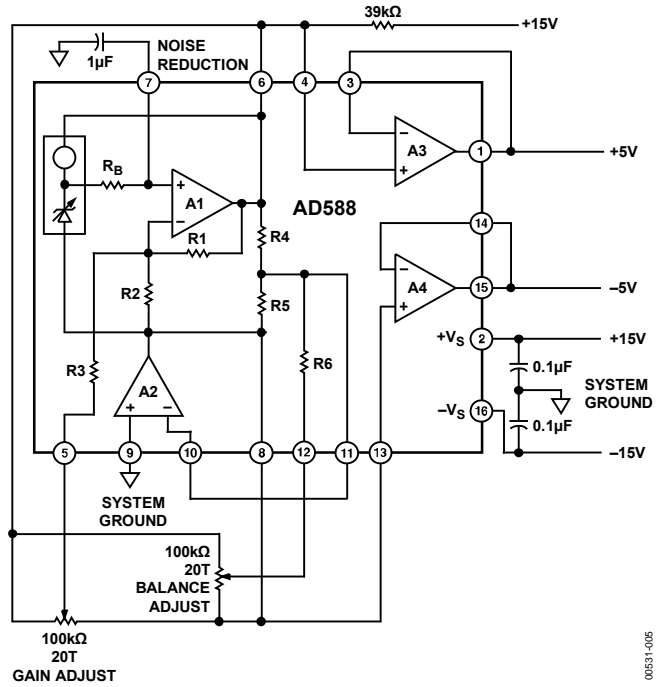 39kΩ
+15V
1µF
NOISE
REDUCTION
7
6
4
3
RB
A1
A3
1
+5V
AD588
R1
R4
14
R2
R5
A4
15
–5V
R3
R6
+VS
2
+15V
A2
0.1µF
SYSTEM
GROUND
–VS
16
0.1µF
5
9
10
8
12
11
13
–15V
SYSTEM
GROUND
100kΩ
20T
BALANCE
ADJUST
100kΩ
20T
GAIN ADJUST
00531-005